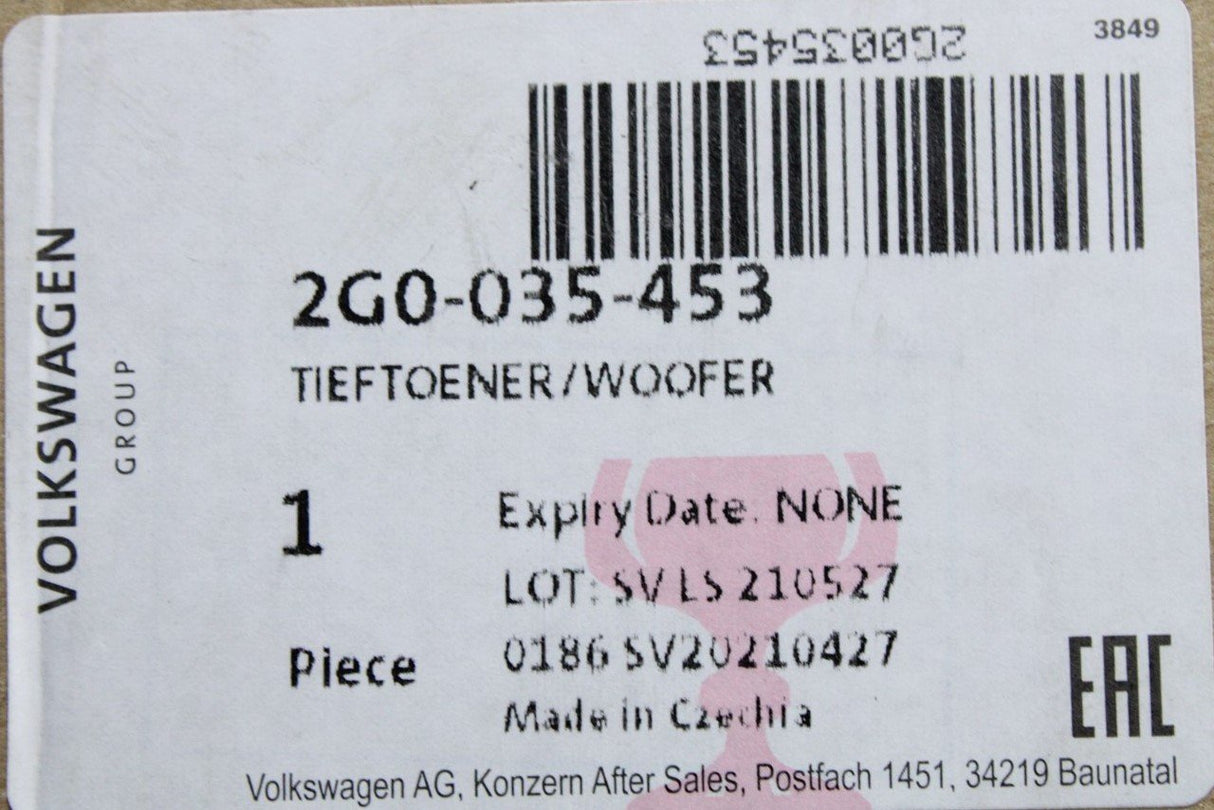 3849
2G0035453
2G0-035-453
TIEFTOENER/WOOFER
VOLKSWAGEN
GROUP
1
Expiry Date: NONE
LOT: SV LS 210527
Piece
0186 SV20210427
Made in Czechia
EAC
Volkswagen AG, Konzern After Sales, Postfach 1451, 34219 Baunatal